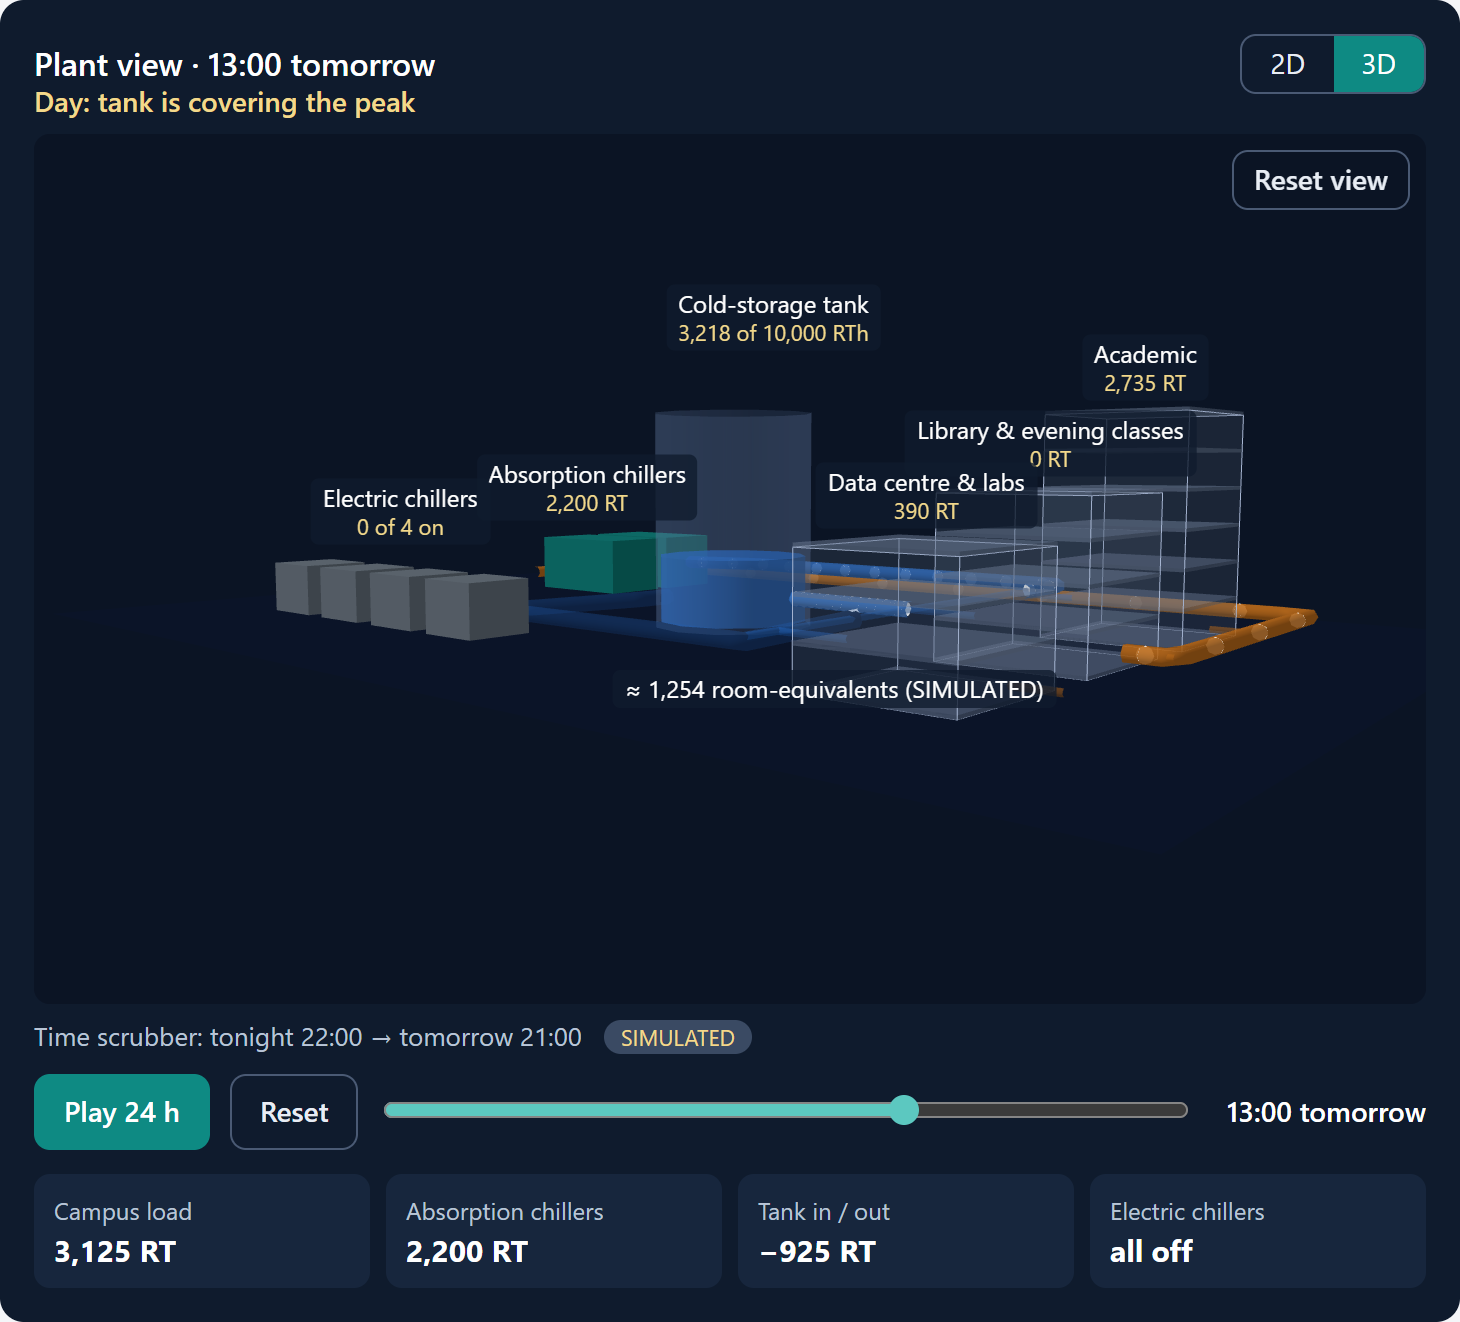 Plant view · 13:00 tomorrow
Day: tank is covering the peak
2D
3D
Reset view
Cold-storage tank
3,218 of 10,000 RTh
Academic
2,735 RT
Library & evening classes
0 RT
Absorption chillers
2,200 RT
Data centre & labs
390 RT
Electric chillers
0 of 4 on
≈ 1,254 room-equivalents (SIMULATED)
Time scrubber: tonight 22:00 → tomorrow 21:00
SIMULATED
Play 24 h
Reset
13:00 tomorrow
Campus load
3,125 RT
Absorption chillers
2,200 RT
Tank in / out
−925 RT
Electric chillers
all off